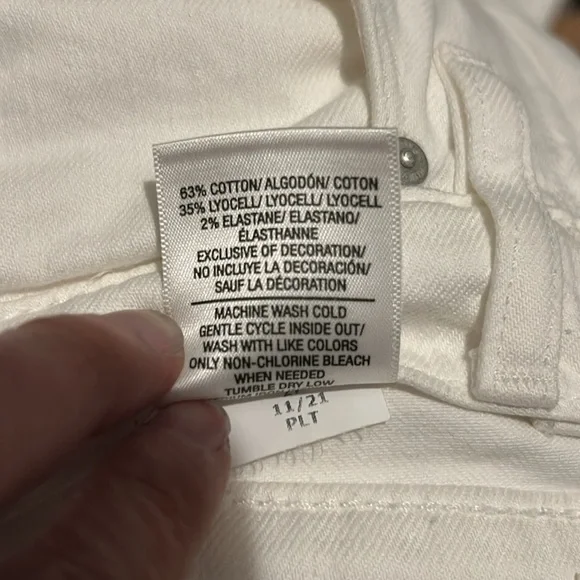 63% COTTON/ ALGODÓN/ COTON
35% LYOCELL/ LYOCELL/ LYOCELL
2% ELASTANE/ ELASTANO/
ÉLASTHANNE
EXCLUSIVE OF DECORATION/
NO INCLUYE LA DECORACIÓN/
SAUF LA DÉCORATION
MACHINE WASH COLD
GENTLE CYCLE INSIDE OUT/
WASH WITH LIKE COLORS
ONLY NON-CHLORINE BLEACH
WHEN NEEDED
TUMBLE DRY LOW
11/21
PLT